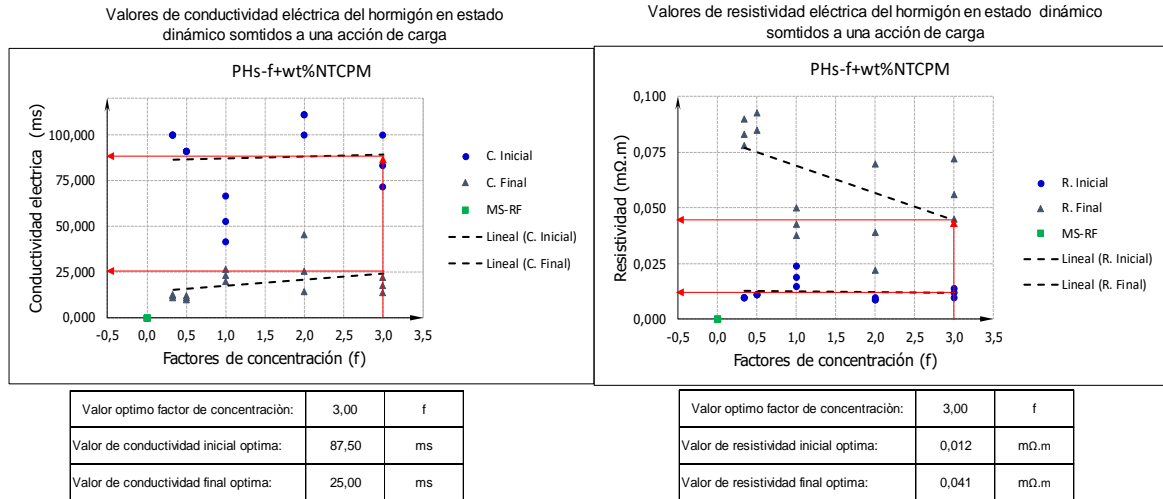 Valores de conductividad eléctrica del hormigón en estado
dinámico somtidos a una acción de carga
PHs-f+wt%NTCPM
Conductividad electrica (ms)
100,000
75,000
50,000
25,000
0,000
-0,5 0,0 0,5 1,0 1,5 2,0 2,5 3,0 3,5
Factores de concentración (f)
C. Inicial
C. Final
MS-RF
Lineal (C. Inicial)
Lineal (C. Final)
Valor optimo factor de concentraciòn: 3,00 f
Valor de conductividad inicial optima: 87,50 ms
Valor de conductividad final optima: 25,00 ms
Valores de resistividad eléctrica del hormigón en estado dinámico
somtidos a una acción de carga
PHs-f+wt%NTCPM
Resistividad (mΩ.m)
0,100
0,075
0,050
0,025
0,000
-0,5 0,0 0,5 1,0 1,5 2,0 2,5 3,0 3,5
Factores de concentración (f)
R. Inicial
R. Final
MS-RF
Lineal (R. Inicial)
Lineal (R. Final)
Valor optimo factor de concentraciòn: 3,00 f
Valor de resistividad inicial optima: 0,012 mΩ.m
Valor de resistividad final optima: 0,041 mΩ.m